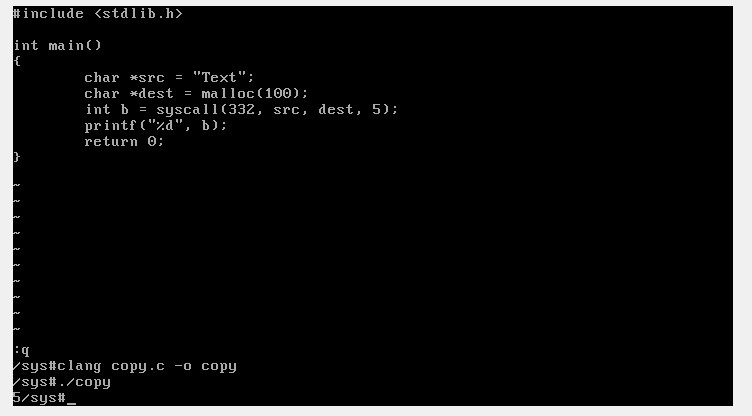 #include <stdlib.h>
int main()
{
char *src = "Text";
char *dest = malloc(100);
int b = syscall(332, src, dest, 5);
printf("%d", b);
return 0;
}
~
~
~
~
~
~
~
~
~
~
:q
/sys#clang copy.c -o copy
/sys#./copy
5/sys#_